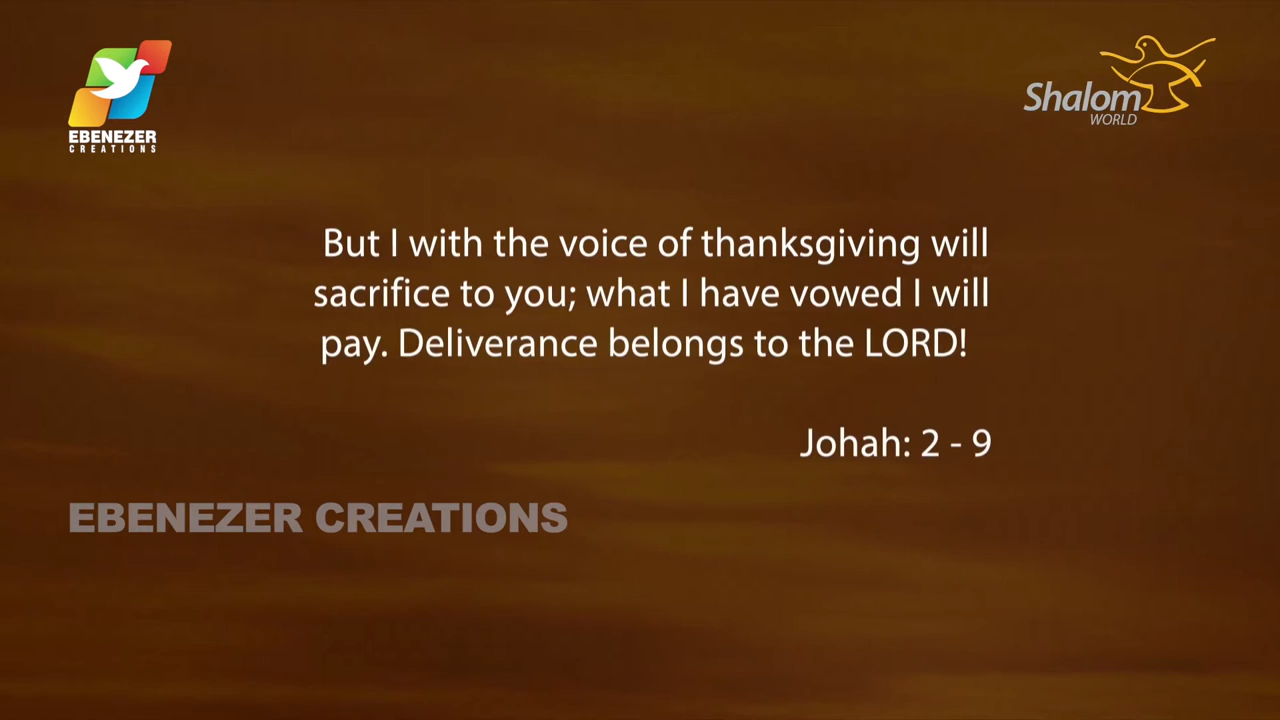 EBENEZER
CREATIONS
Shalom
WORLD
But I with the voice of thanksgiving will
sacrifice to you; what I have vowed I will
pay. Deliverance belongs to the LORD!
Johah: 2 - 9
EBENEZER CREATIONS